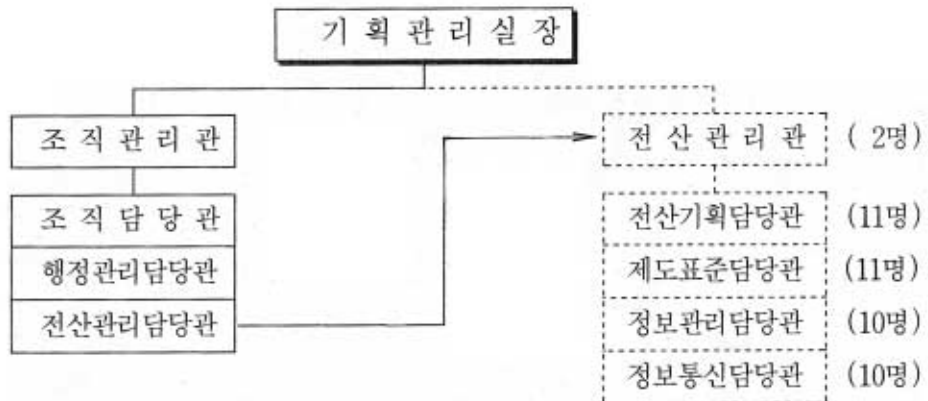 기 획 관 리 실 장
조 직 관 리 관
전 산 관 리 관 ( 2명)
조 직 담 당 관
전산기획담당관 (11명)
행정관리담당관
제도표준담당관 (11명)
전산관리담당관
정보관리담당관 (10명)
정보통신담당관 (10명)